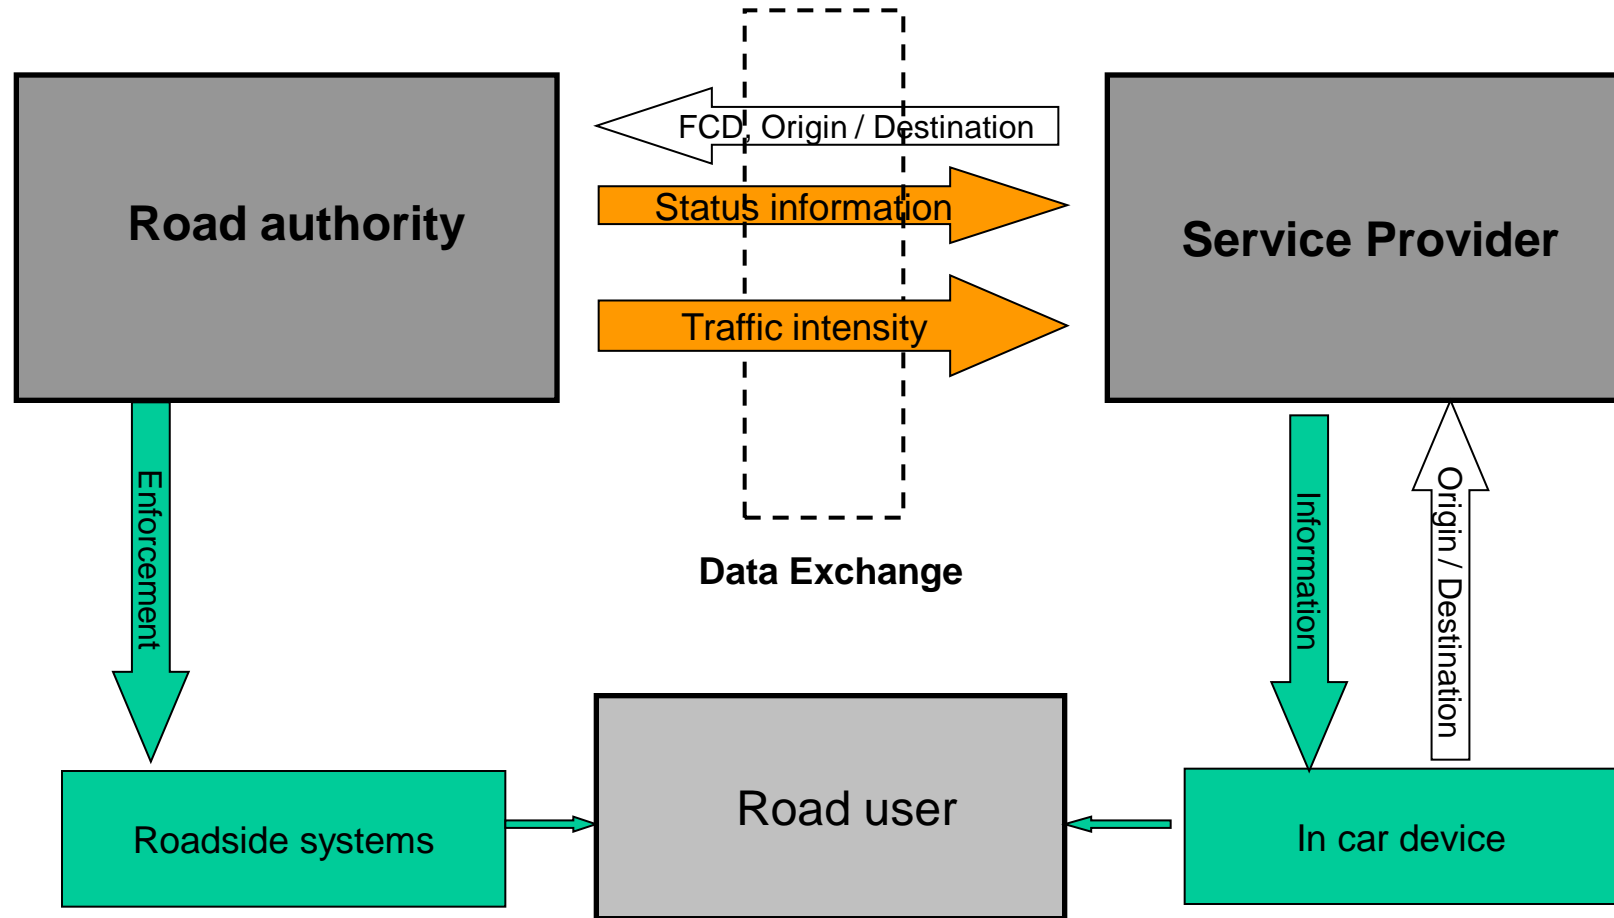 FCD, Origin / Destination
Road authority
Status information
Service Provider
Traffic intensity
Enforcement
Information
Origin / Destination
Data Exchange
Roadside systems
Road user
In car device